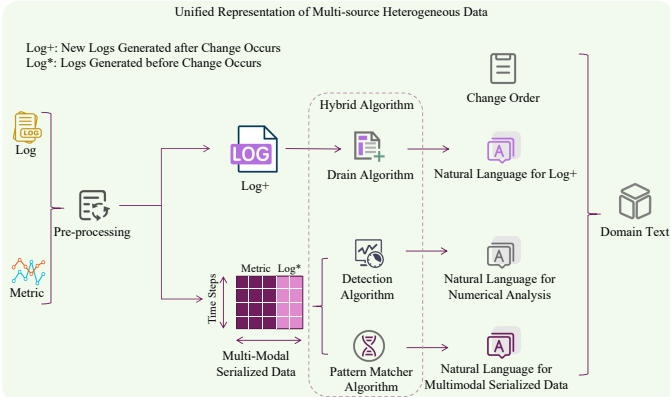 Unified Representation of Multi-source Heterogeneous Data
Log+: New Logs Generated after Change Occurs
Log*: Logs Generated before Change Occurs
LOG
Log
Pre-processing
Metric
LOG
Log+
Metric Log*
Time Steps
Multi-Modal
Serialized Data
Hybrid Algorithm
Drain Algorithm
Detection
Algorithm
Pattern Matcher
Algorithm
Change Order
A
Natural Language for Log+
A
Natural Language for
Numerical Analysis
A
Natural Language for
Multimodal Serialized Data
Domain Text